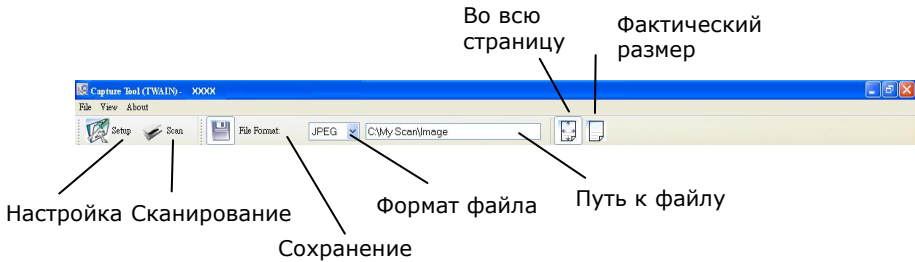 Во всю
страницу
Фактический
размер
Capture Tool (TWAIN) - XXXX
File View About
Setup Scan File Format: JPEG C:\My Scan\Image
Настройка Сканирование
Формат файла
Путь к файлу
Сохранение